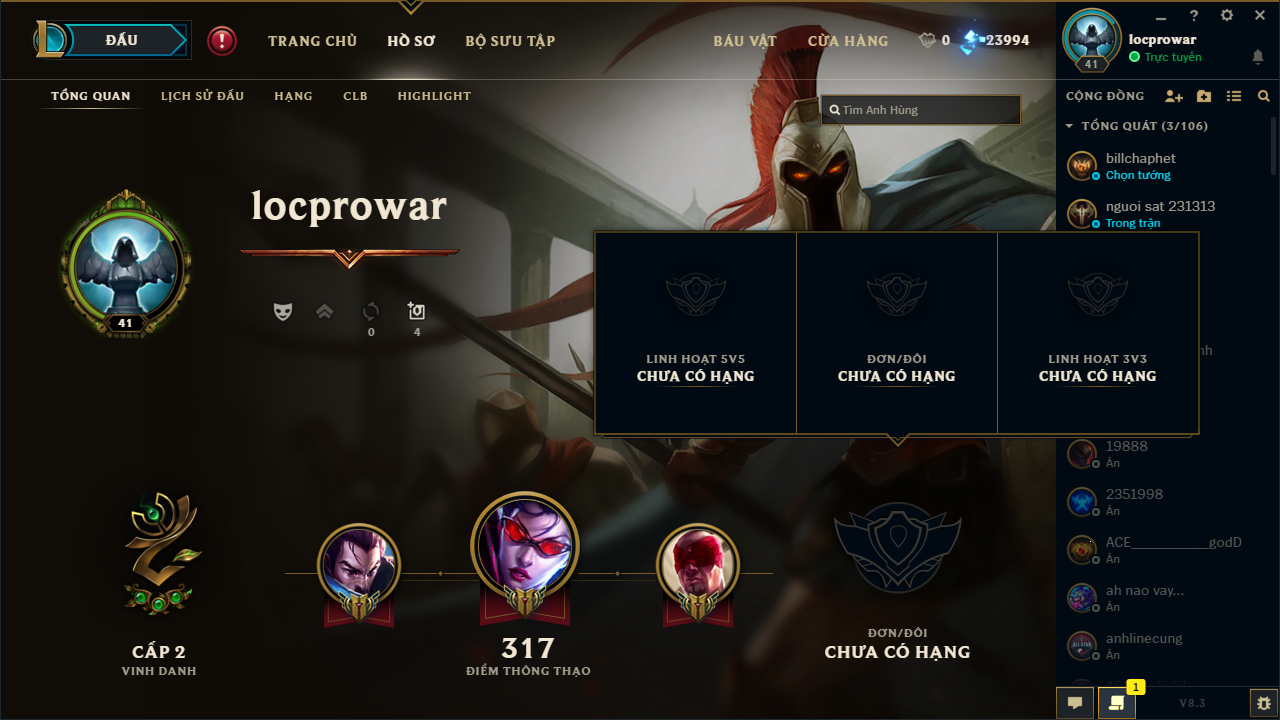 ĐẤU
TRANG CHỦ
HỒ SƠ
BỘ SƯU TẬP
BÁU VẬT
CỬA HÀNG
0
23994
41
locprowar
Trực tuyến
TỔNG QUAN
LỊCH SỬ ĐẤU
HẠNG
CLB
HIGHLIGHT
Tìm Anh Hùng
CỘNG ĐỒNG
TỔNG QUÁT (3/106)
billchaphet
Chọn tướng
nguoi sat 231313
Trong trận
locprowar
41
0
4
LINH HOẠT 5V5
CHƯA CÓ HẠNG
ĐƠN/ĐÔI
CHƯA CÓ HẠNG
LINH HOẠT 3V3
CHƯA CÓ HẠNG
nh
19888
Ẩn
2351998
Ẩn
ACE___________godD
Ẩn
ah nao vay...
Ẩn
anhlinecung
Ẩn
CẤP 2
VINH DANH
317
ĐIỂM THÔNG THẠO
ĐƠN/ĐÔI
CHƯA CÓ HẠNG
1
V8.3